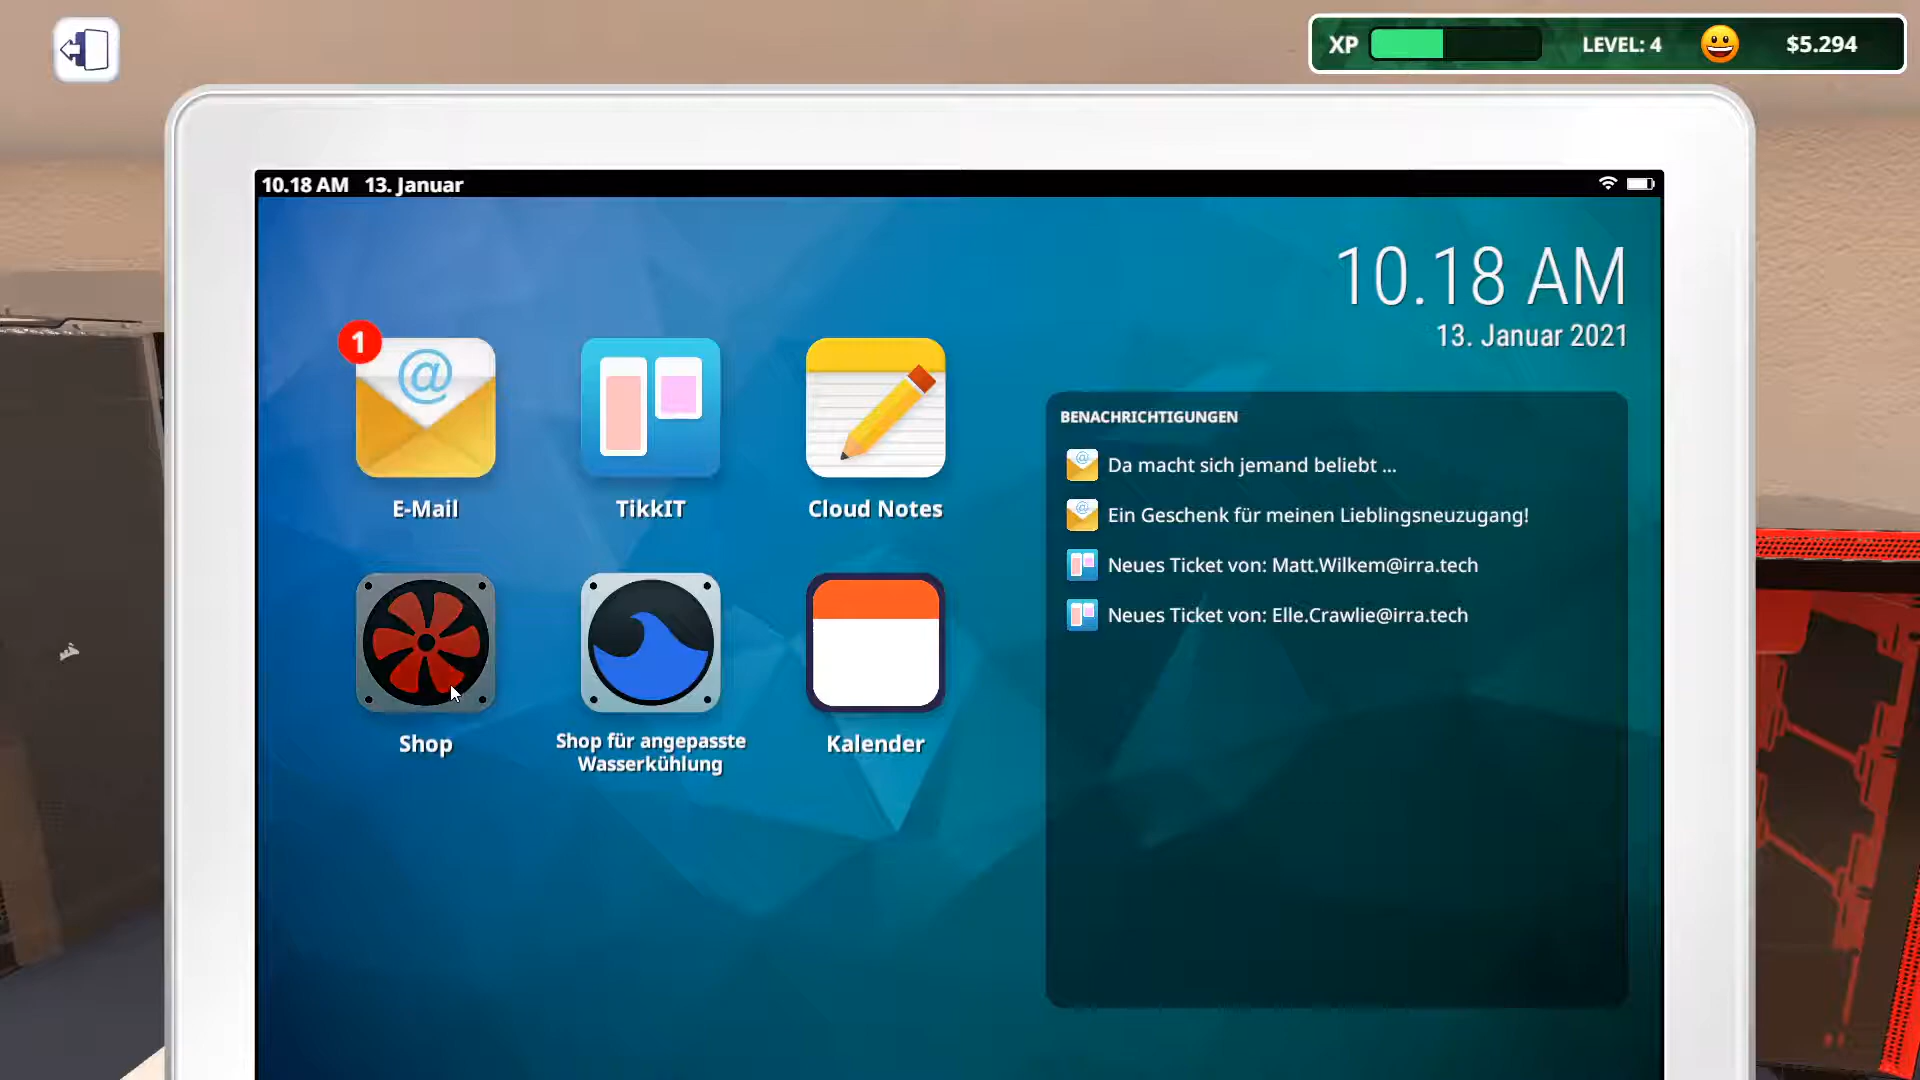 XP
LEVEL: 4
$5.294
10.18 AM 13. Januar
10.18 AM
13. Januar 2021
1
@
E-Mail
TikkIT
Cloud Notes
Shop
Shop für angepasste
Wasserkühlung
Kalender
BENACHRICHTIGUNGEN
Da macht sich jemand beliebt ...
Ein Geschenk für meinen Lieblingsneuzugang!
Neues Ticket von: Matt.Wilkem@irra.tech
Neues Ticket von: Elle.Crawlie@irra.tech